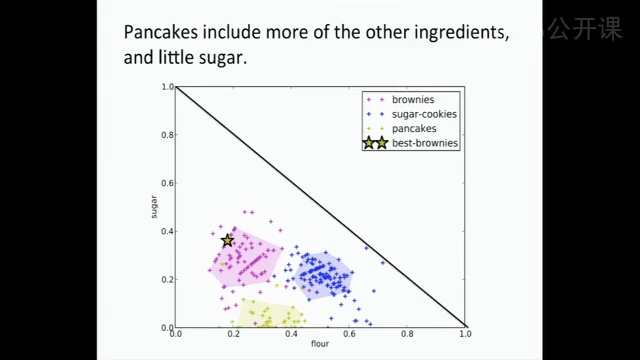 公开课
Pancakes include more of the other ingredients,
and little sugar.
brownies
sugar-cookies
pancakes
best-brownies
1.0
0.8
0.6
0.4
0.2
0.0
sugar
0.0 0.2 0.4 0.6 0.8 1.0
flour